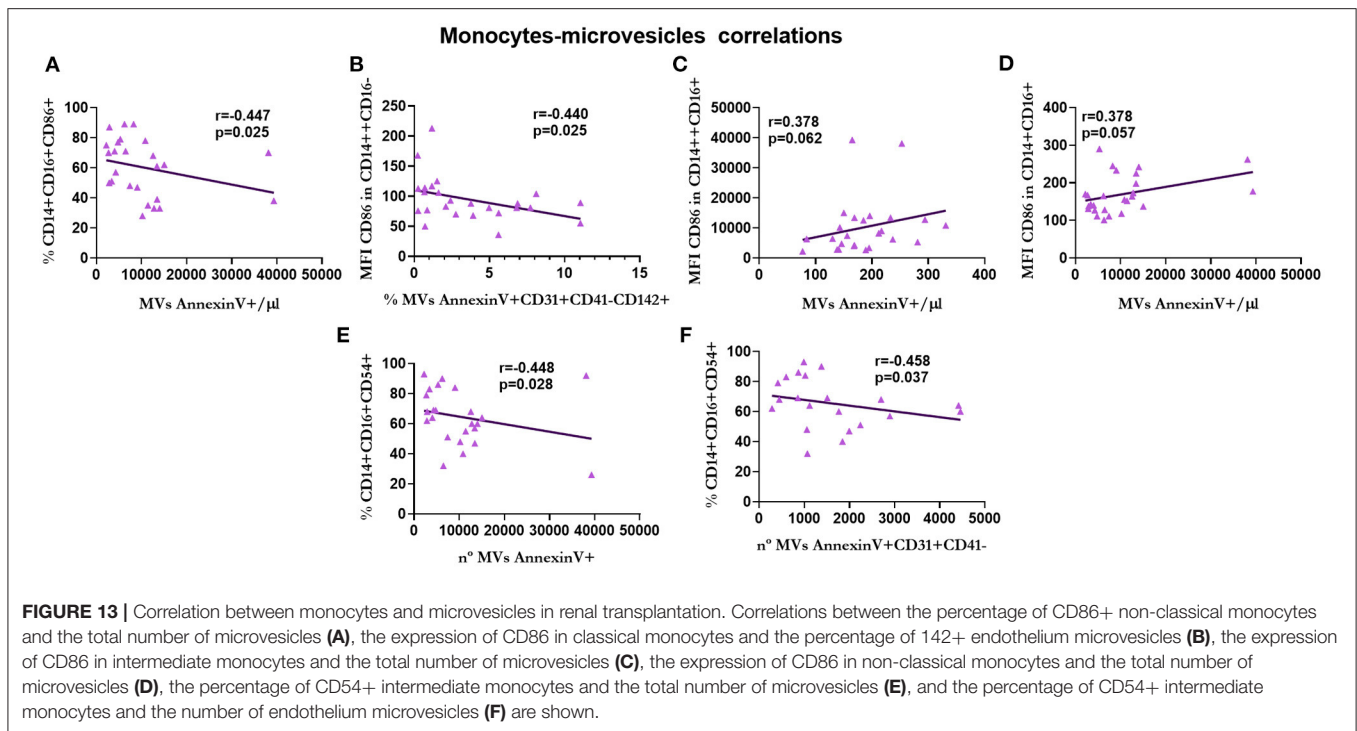 Monocytes-microvesicles correlations
A
% CD14+CD16+CD86+
100
80
60
40
20
0
r=-0.447
p=0.025
0 10000 20000 30000 40000 50000
MVs AnnexinV+/µl
B
MFI CD86 in CD14++CD16-
250
200
150
100
50
0
r=-0.440
p=0.025
0 5 10 15
% MVs AnnexinV+CD31+CD41-CD142+
C
MFI CD86 in CD14++CD16+
50000
40000
30000
20000
10000
0
r=0.378
p=0.062
0 100 200 300 400
MVs AnnexinV+/µl
D
MFI CD86 in CD14+CD16+
400
300
200
100
0
r=0.378
p=0.057
0 10000 20000 30000 40000 50000
MVs AnnexinV+/µl
E
% CD14+CD16+CD54+
100
80
60
40
20
0
r=-0.448
p=0.028
0 10000 20000 30000 40000 50000
nº MVs AnnexinV+
F
% CD14+CD16+CD54+
100
80
60
40
20
0
r=-0.458
p=0.037
0 1000 2000 3000 4000 5000
nº MVs AnnexinV+CD31+CD41-
FIGURE 13 | Correlation between monocytes and microvesicles in renal transplantation. Correlations between the percentage of CD86+ non-classical monocytes
and the total number of microvesicles (A), the expression of CD86 in classical monocytes and the percentage of 142+ endothelium microvesicles (B), the expression
of CD86 in intermediate monocytes and the total number of microvesicles (C), the expression of CD86 in non-classical monocytes and the total number of
microvesicles (D), the percentage of CD54+ intermediate monocytes and the total number of microvesicles (E), and the percentage of CD54+ intermediate
monocytes and the number of endothelium microvesicles (F) are shown.